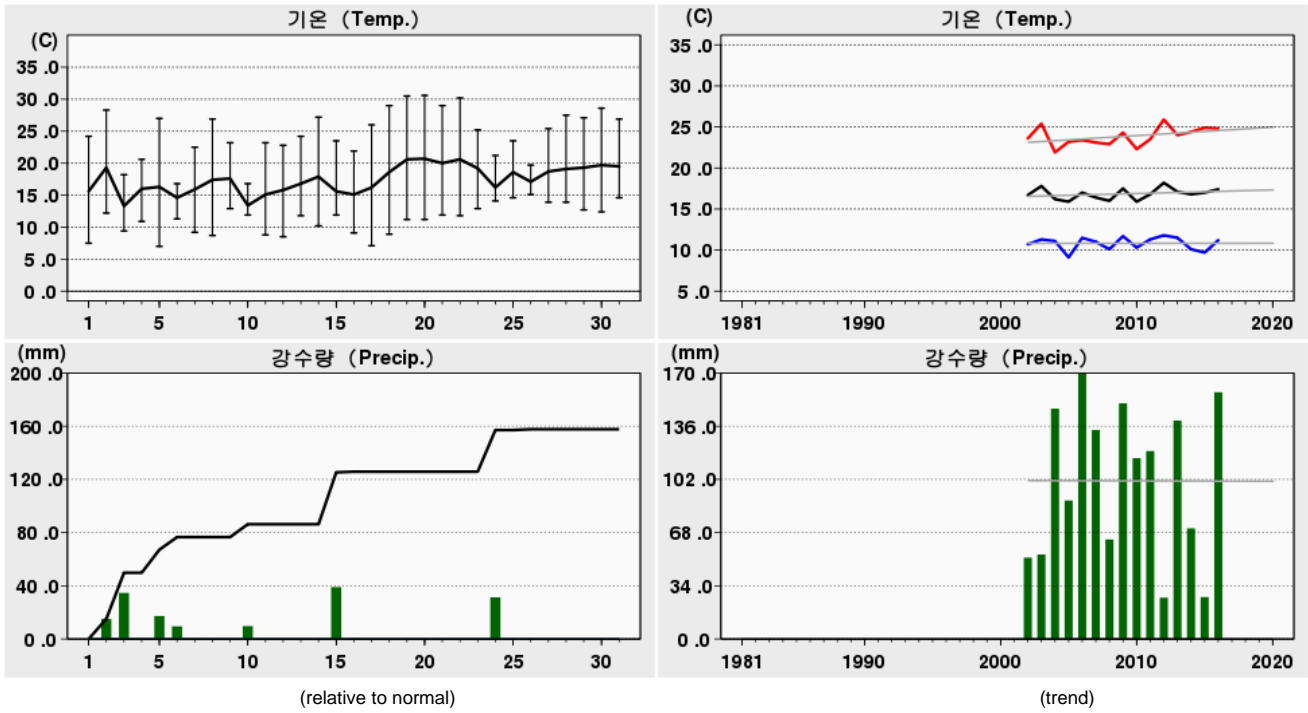 기온 (Temp.)
(C)
35 .0
30 .0
25 .0
20 .0
15 .0
10 .0
5 .0
0 .0
1 5 10 15 20 25 30
기온 (Temp.)
(C)
35 .0
30 .0
25 .0
20 .0
15 .0
10 .0
5 .0
1981 1990 2000 2010 2020
강수량 (Precip.)
(mm)
200 .0
160 .0
120 .0
80 .0
40 .0
0 .0
1 5 10 15 20 25 30
(relative to normal)
강수량 (Precip.)
(mm)
170 .0
136 .0
102 .0
68 .0
34 .0
0 .0
1981 1990 2000 2010 2020
(trend)